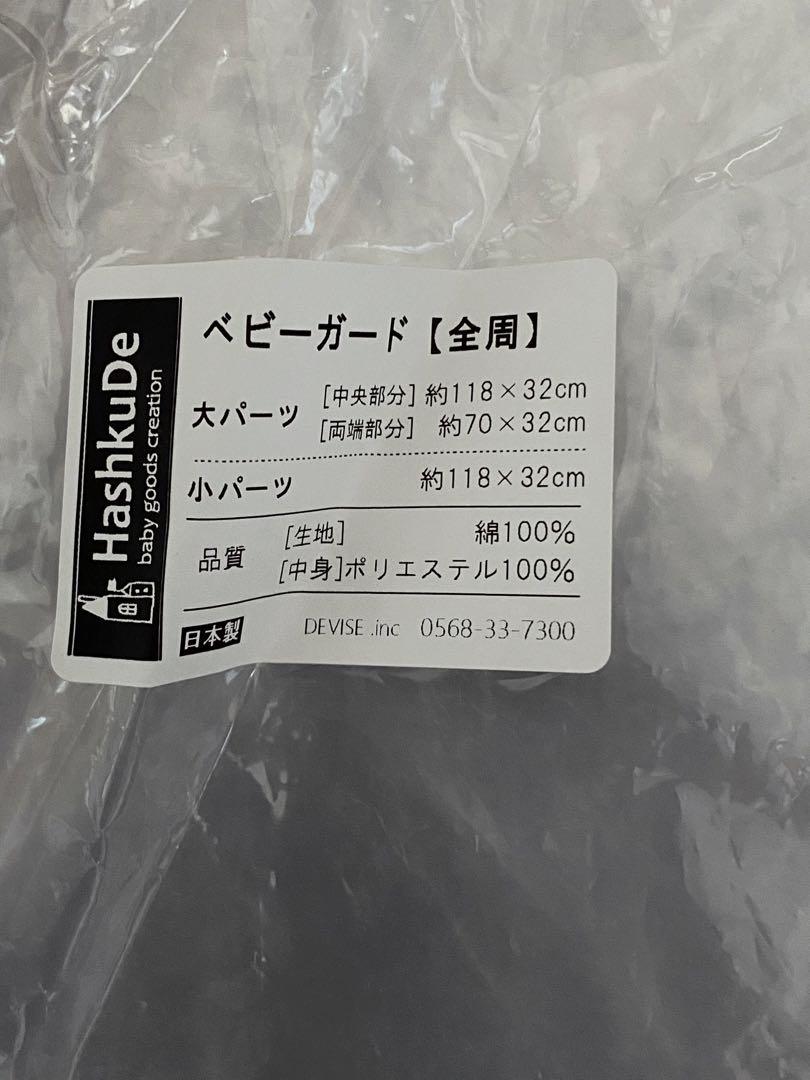 HashkuDe
baby goods creation
ベビーガード【全周】
大パーツ [中央部分] 約118×32cm
[両端部分] 約70×32cm
小パーツ 約118×32cm
品質 [生地] 綿100%
[中身]ポリエステル100%
日本製 DEVISE .inc 0568-33-7300